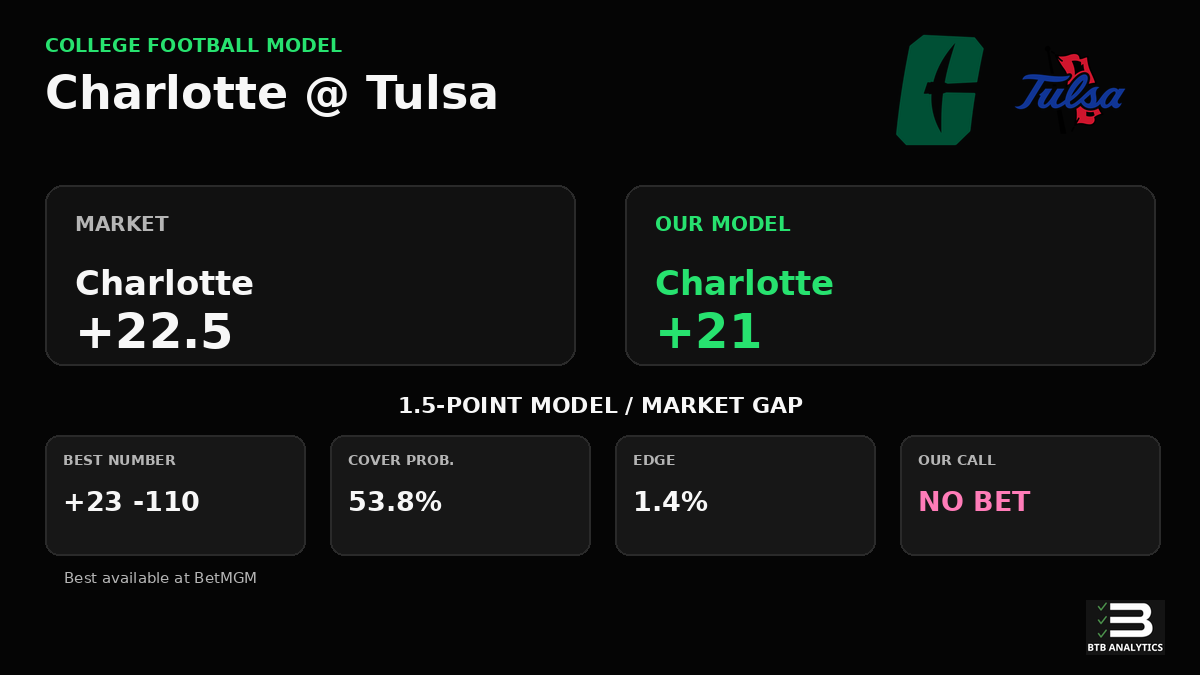 COLLEGE FOOTBALL MODEL
Charlotte @ Tulsa
Tulsa
MARKET
Charlotte
+22.5
OUR MODEL
Charlotte
+21
1.5-POINT MODEL / MARKET GAP
BEST NUMBER
+23 -110
COVER PROB.
53.8%
EDGE
1.4%
OUR CALL
NO BET
Best available at BetMGM
BTB ANALYTICS